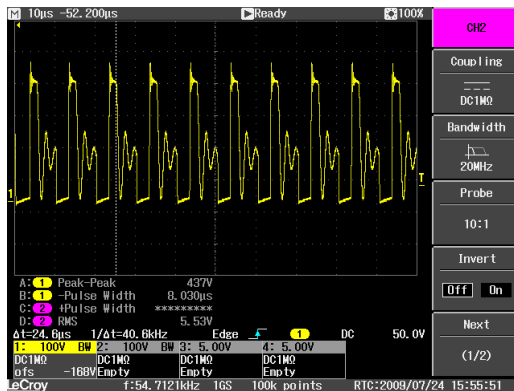 M 10µs -52.200µs Ready 100%
CH2
Coupling
DC1MΩ
Bandwidth
20MHz
Probe
10:1
Invert
Off On
Next
(1/2)
1
T
A: 1 Peak-Peak 437V
B: 1 -Pulse Width 8.030µs
C: 2 +Pulse Width *********
D: 2 RMS 5.53V
Δt=24.6µs 1/Δt=40.6kHz Edge 1 DC 50.0V
1: 100V BW 2: 100V BW 3: 5.00V 4: 5.00V
DC1MΩ DC1MΩ DC1MΩ DC1MΩ
ofs -168V Empty Empty Empty
LeCroy f:54.7121kHz 1GS 100k points RTC:2009/07/24 15:55:51